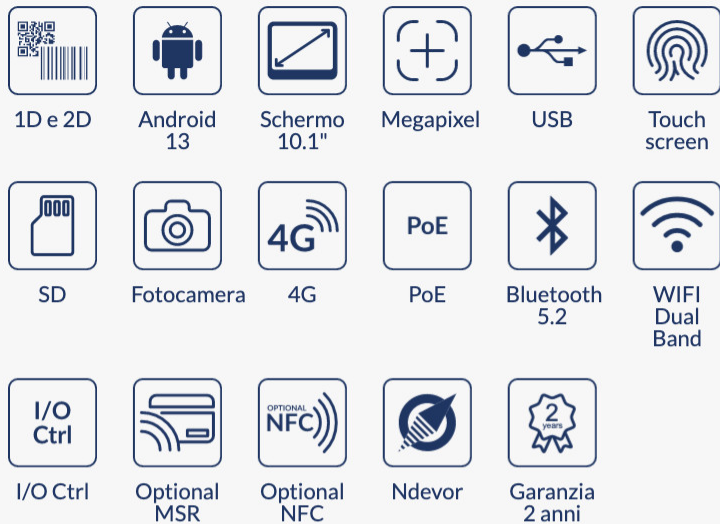 1D e 2D
Android
13
Schermo
10.1"
Megapixel
USB
Touch
screen
4G
PoE
SD
Fotocamera
4G
PoE
Bluetooth
5.2
WIFI
Dual
Band
I/O
Ctrl
OPTIONAL
NFC
2
years
I/O Ctrl
Optional
MSR
Optional
NFC
Ndevor
Garanzia
2 anni